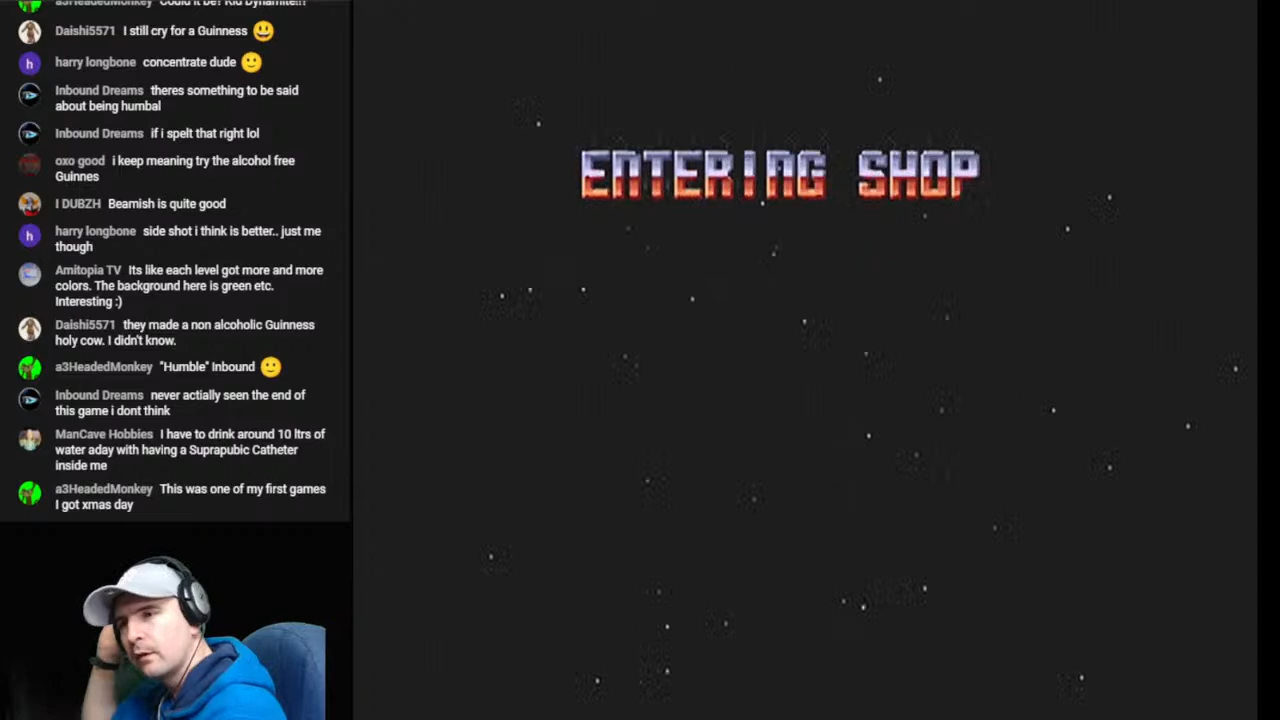 a3HeadedMonkey Could it be? Kid Dynamite!!!
Daishi5571 I still cry for a Guinness
harry longbone concentrate dude
Inbound Dreams theres something to be said
about being humbal
Inbound Dreams if i spelt that right lol
oxo good i keep meaning try the alcohol free
Guinnes
I DUBZH Beamish is quite good
harry longbone side shot i think is better.. just me
though
Amitopia TV Its like each level got more and more
colors. The background here is green etc.
Interesting :)
Daishi5571 they made a non alcoholic Guinness
holy cow. I didn't know.
a3HeadedMonkey "Humble" Inbound
Inbound Dreams never actially seen the end of
this game i dont think
ManCave Hobbies I have to drink around 10 ltrs of
water aday with having a Suprapubic Catheter
inside me
a3HeadedMonkey This was one of my first games
I got xmas day
h
h
ENTERING SHOP